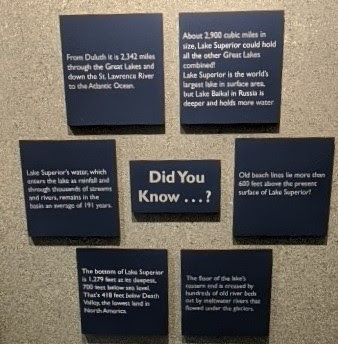 From Duluth it is 2,342 miles
through the Great Lakes and
down the St. Lawrence River
to the Atlantic Ocean.
About 2,900 cubic miles in
size, Lake Superior could hold
all the other Great Lakes
combined!
Lake Superior is the world's
largest lake in surface area,
but Lake Baikal in Russia is
deeper and holds more water
Lake Superior's water, which
enters the lake as rainfall and
through thousands of streams
and rivers, remains in the
basin an average of 191 years.
Did You
Know ...?
Old beach lines lie more than
600 feet above the present
surface of Lake Superior!
The bottom of Lake Superior
is 1,279 feet at its deepest,
700 feet below sea level.
That's 418 feet below Death
Valley, the lowest land in
North America.
The floor of the lake's
eastern end is creased by
hundreds of old river beds
cut by meltwater rivers that
flowed under the glaciers.